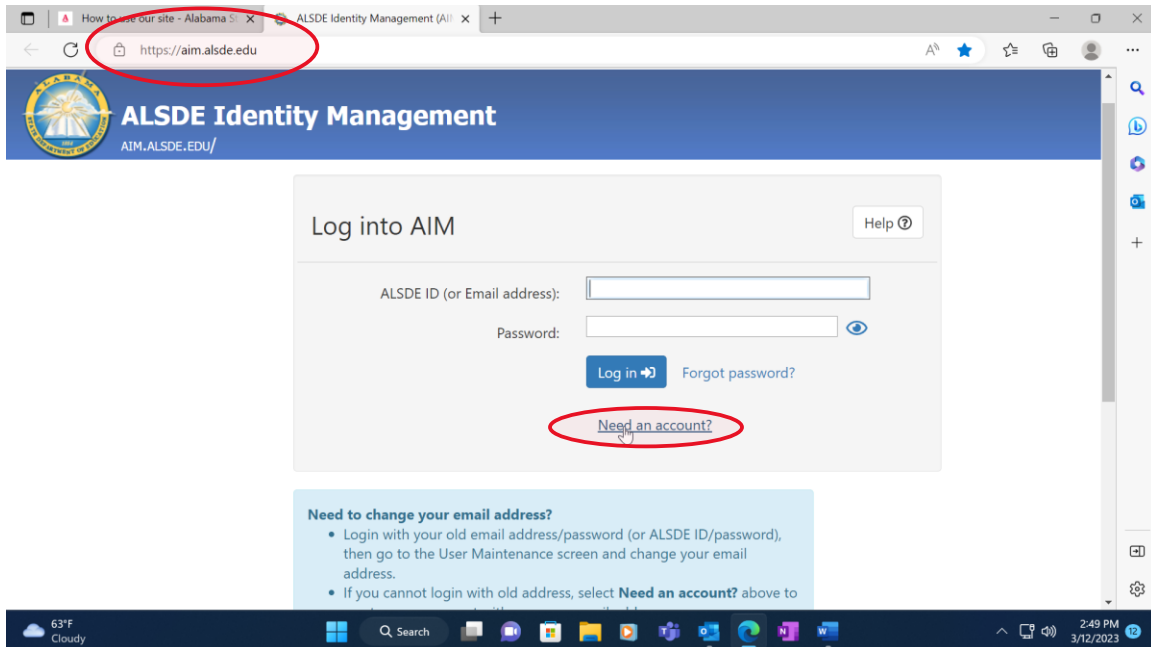 How to use our site - Alabama S
ALSDE Identity Management (AI
https://aim.alsde.edu
ALSDE Identity Management
AIM.ALSDE.EDU/
Log into AIM
Help
ALSDE ID (or Email address):
Password:
Log in
Forgot password?
Need an account?
Need to change your email address?
• Login with your old email address/password (or ALSDE ID/password),
then go to the User Maintenance screen and change your email
address.
• If you cannot login with old address, select Need an account? above to
63°F
Cloudy
Search
2:49 PM
3/12/2023
12